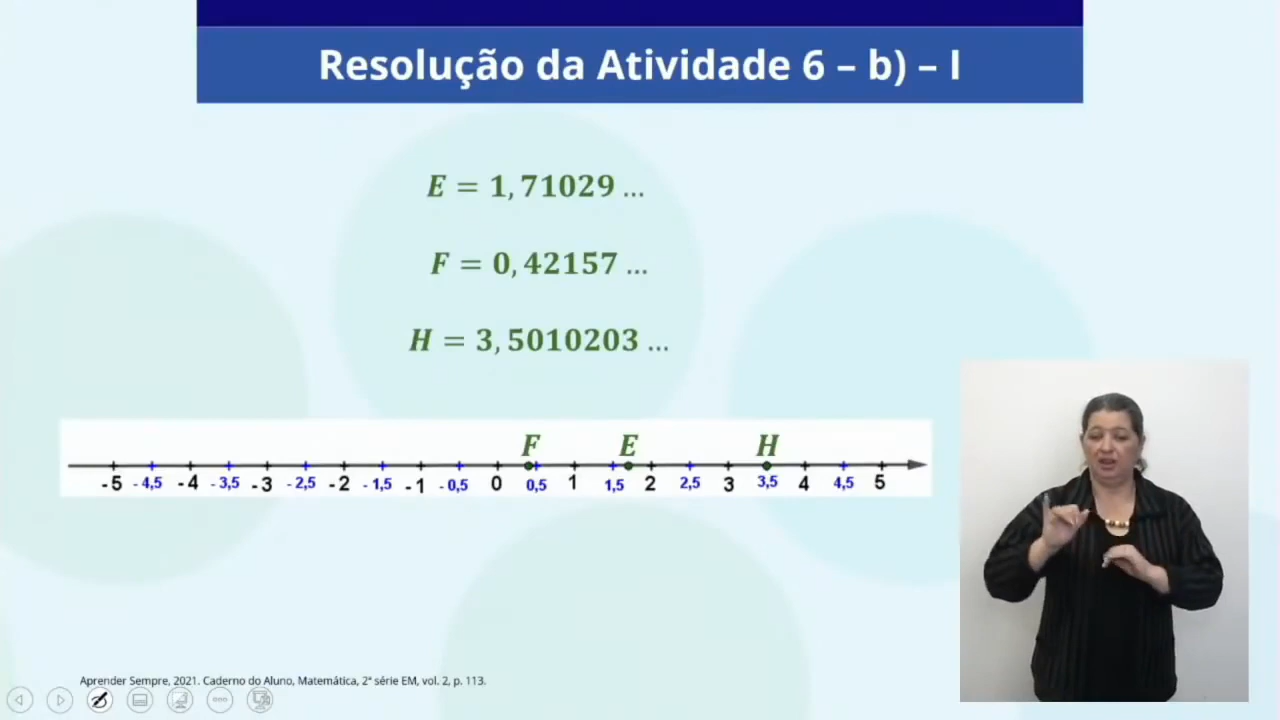 Resolução da Atividade 6 – b) – I
E = 1,71029 ...
F = 0,42157 ...
H = 3,5010203 ...
F E H
-5 -4,5 -4 -3,5 -3 -2,5 -2 -1,5 -1 -0,5 0 0,5 1 1,5 2 2,5 3 3,5 4 4,5 5
Aprender Sempre, 2021. Caderno do Aluno, Matemática, 2ª série EM, vol. 2, p. 113.